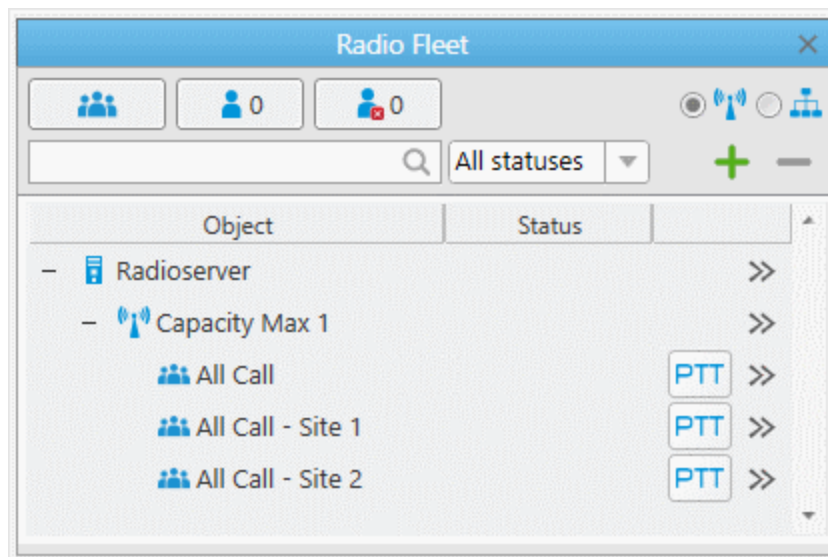 Radio Fleet
0 0
All statuses
Object Status
Radioserver
Capacity Max 1
All Call PTT
All Call - Site 1 PTT
All Call - Site 2 PTT